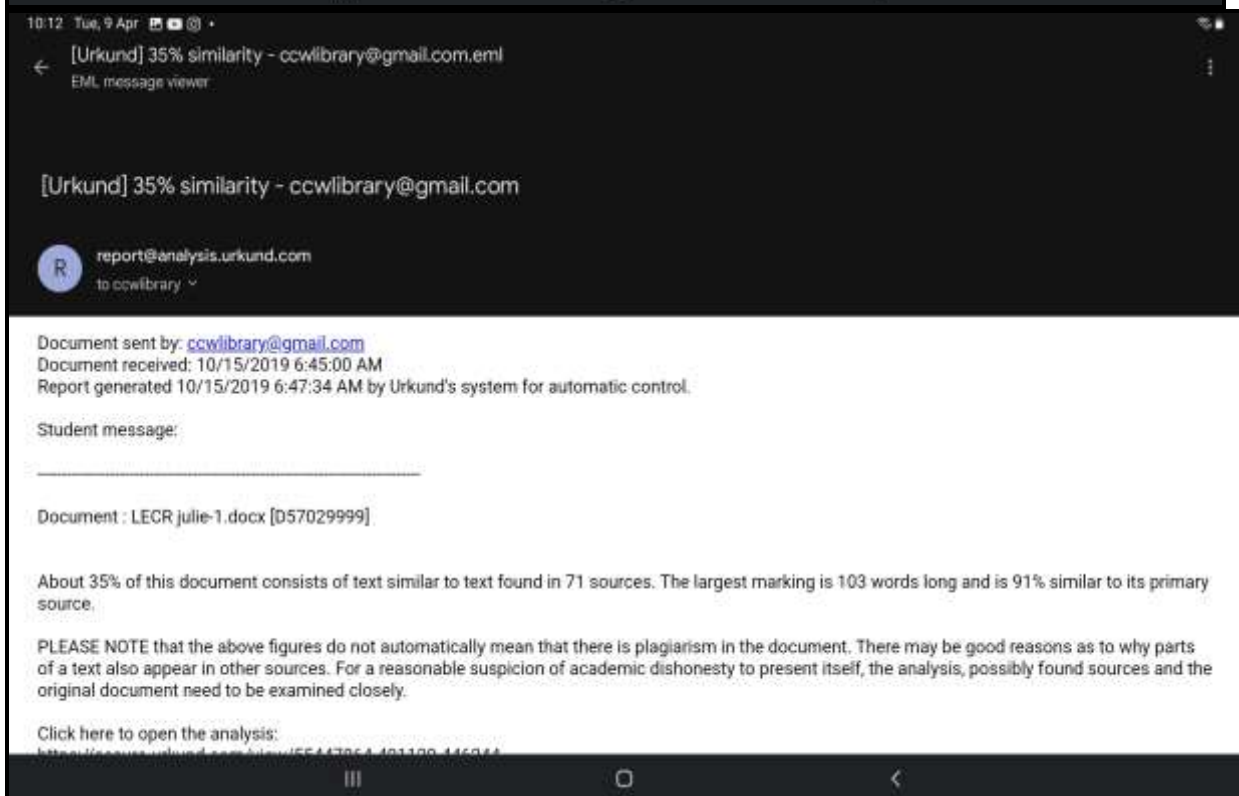 10:12 Tue, 9 Apr
[Urkund] 35% similarity - ccwlibrary@gmail.com.eml
EML message viewer
[Urkund] 35% similarity - ccwlibrary@gmail.com
R
report@analysis.urkund.com
to ccwlibrary
Document sent by: ccwlibrary@gmail.com
Document received: 10/15/2019 6:45:00 AM
Report generated 10/15/2019 6:47:34 AM by Urkund's system for automatic control.
Student message:
Document : LECR julie-1.docx [D57029999]
About 35% of this document consists of text similar to text found in 71 sources. The largest marking is 103 words long and is 91% similar to its primary
source.
PLEASE NOTE that the above figures do not automatically mean that there is plagiarism in the document. There may be good reasons as to why parts
of a text also appear in other sources. For a reasonable suspicion of academic dishonesty to present itself, the analysis, possibly found sources and the
original document need to be examined closely.
Click here to open the analysis: